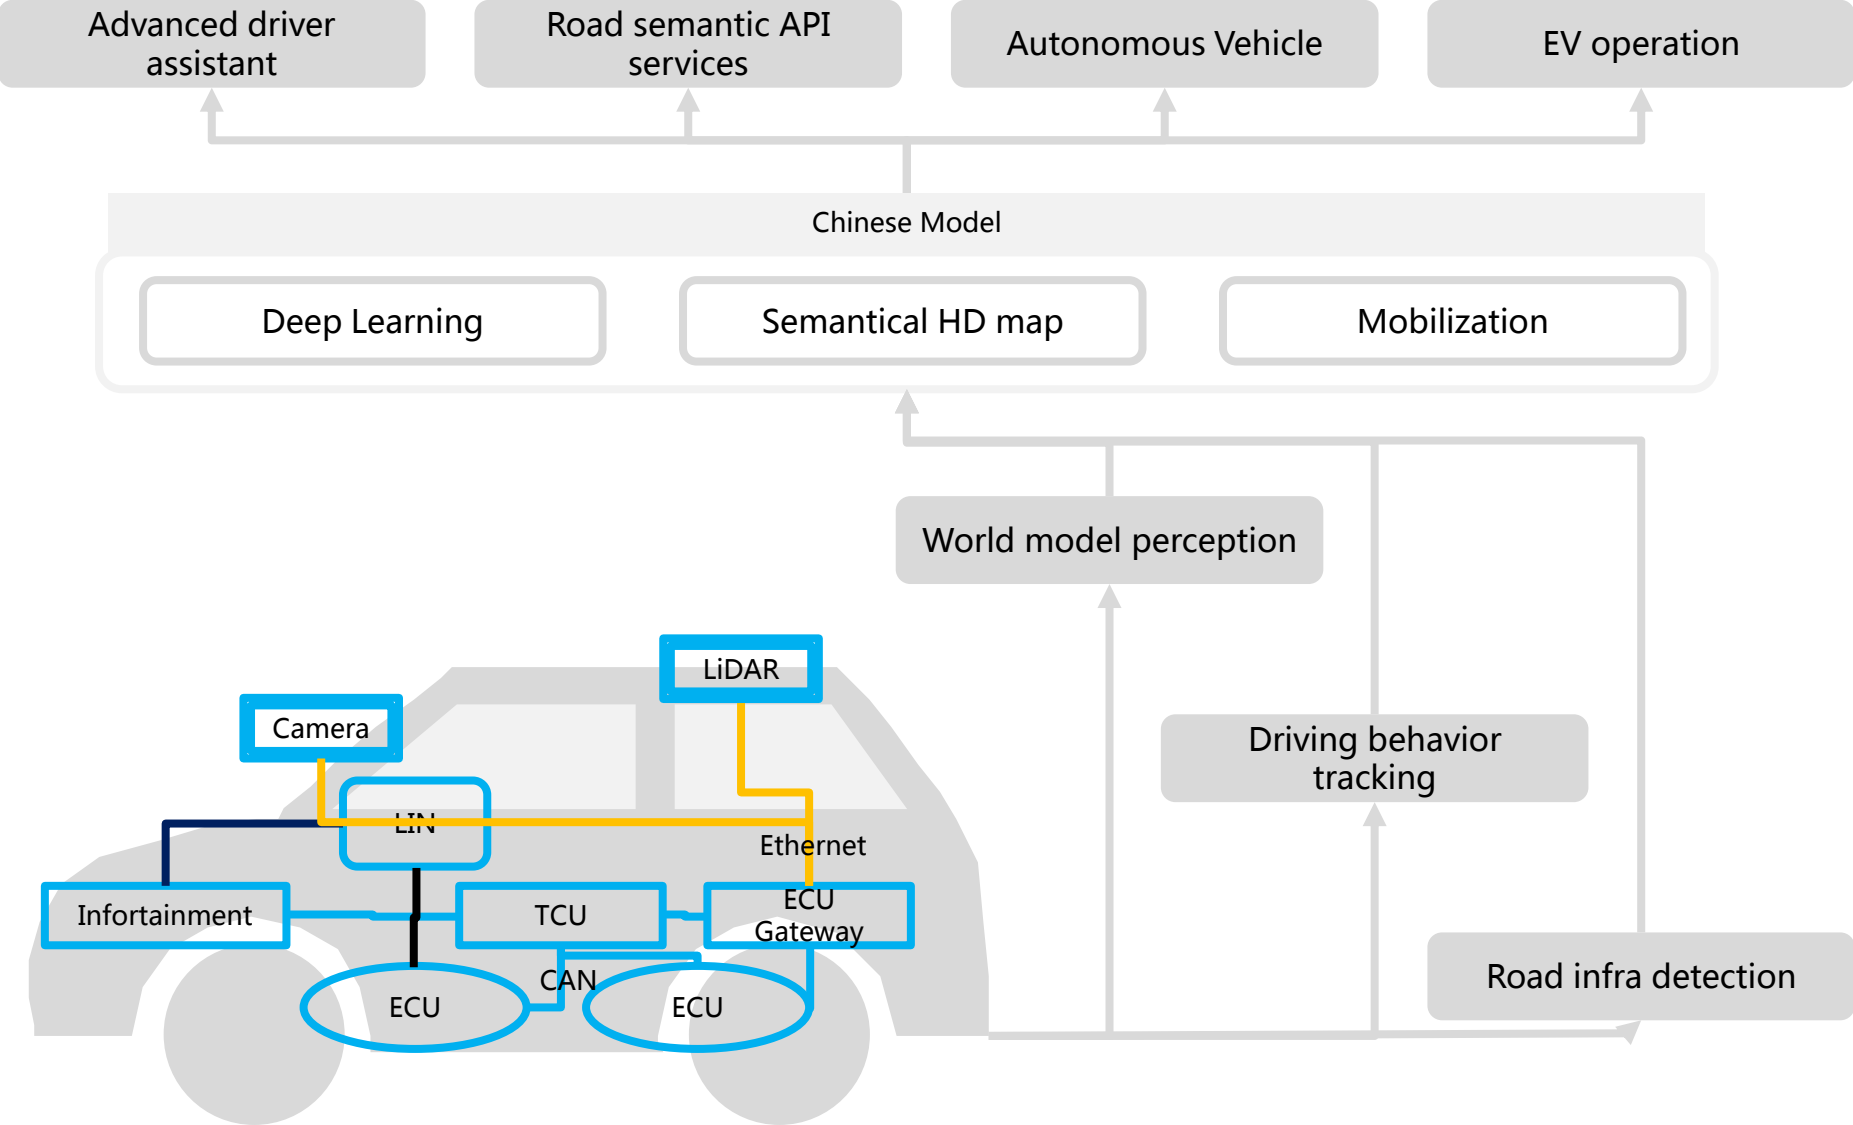 Advanced driver
assistant
Road semantic API
services
Autonomous Vehicle
EV operation
Chinese Model
Deep Learning
Semantical HD map
Mobilization
World model perception
LiDAR
Camera
Driving behavior
tracking
LIN
Ethernet
Infortainment
TCU
ECU
Gateway
CAN
Road infra detection
ECU
ECU